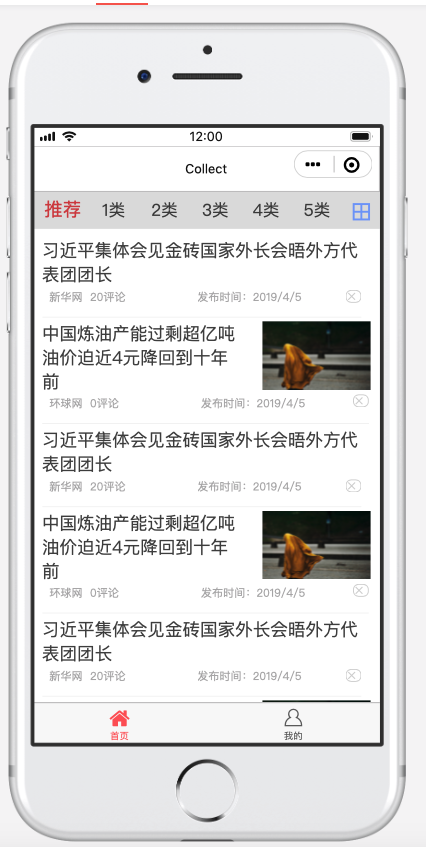 12:00
Collect
推荐 1类 2类 3类 4类 5类
习近平集体会见金砖国家外长会晤外方代
表团团长
新华网 20评论 发布时间：2019/4/5
中国炼油产能过剩超亿吨
油价迫近4元降回到十年
前
环球网 0评论 发布时间：2019/4/5
习近平集体会见金砖国家外长会晤外方代
表团团长
新华网 20评论 发布时间：2019/4/5
中国炼油产能过剩超亿吨
油价迫近4元降回到十年
前
环球网 0评论 发布时间：2019/4/5
习近平集体会见金砖国家外长会晤外方代
表团团长
新华网 20评论 发布时间：2019/4/5
首页 我的